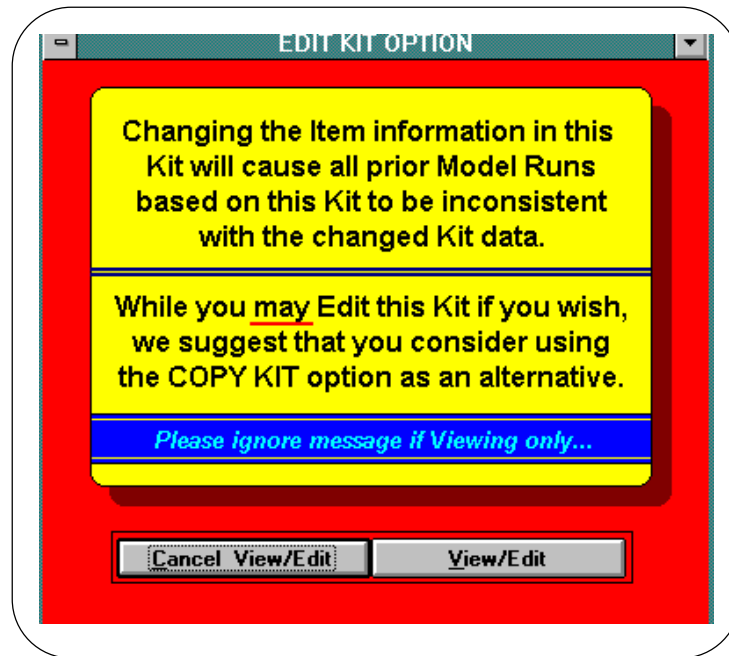 EDIT KIT OPTION
Changing the Item information in this
Kit will cause all prior Model Runs
based on this Kit to be inconsistent
with the changed Kit data.
While you may Edit this Kit if you wish,
we suggest that you consider using
the COPY KIT option as an alternative.
Please ignore message if Viewing only...
Cancel View/Edit View/Edit